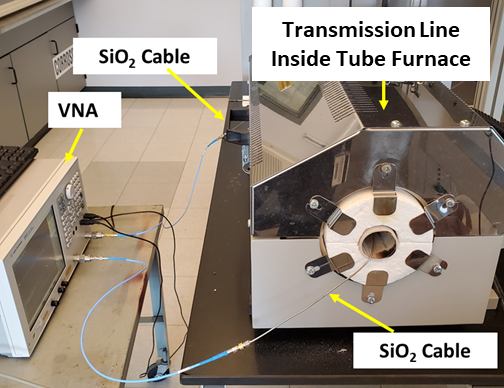 Transmission Line
Inside Tube Furnace
SiO2 Cable
VNA
SiO2 Cable